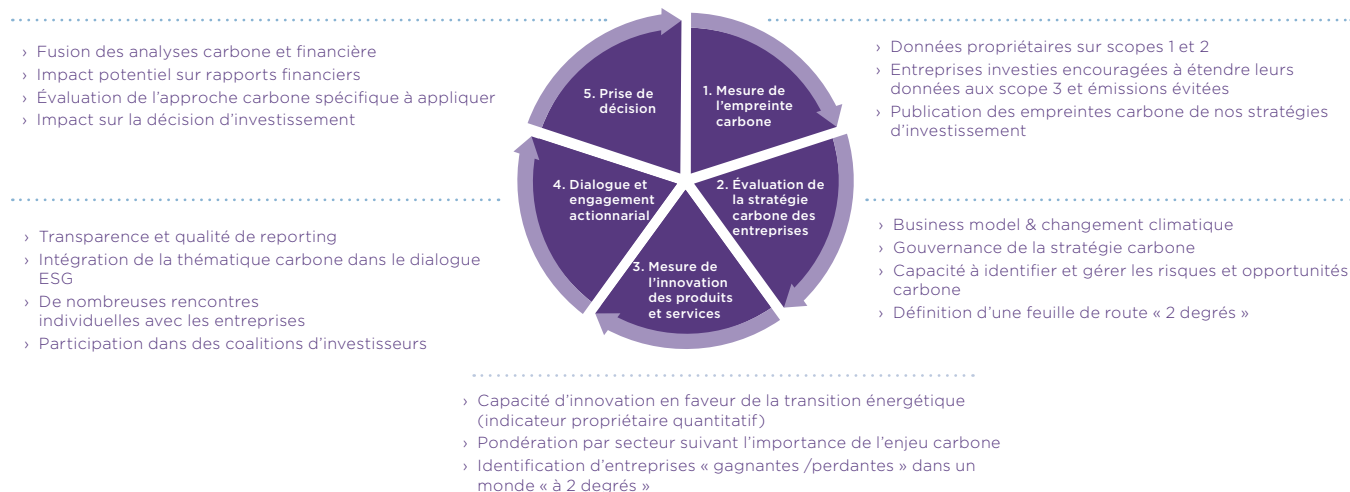 › Fusion des analyses carbone et financière
› Impact potentiel sur rapports financiers
› Évaluation de l’approche carbone spécifique à appliquer
› Impact sur la décision d’investissement
5. Prise de
décision
1. Mesure de
l’empreinte
carbone
› Données propriétaires sur scopes 1 et 2
› Entreprises investies encouragées à étendre leurs
données aux scope 3 et émissions évitées
› Publication des empreintes carbone de nos stratégies
d’investissement
4. Dialogue et
engagement
actionnarial
2. Évaluation de
la stratégie
carbone des
entreprises
› Transparence et qualité de reporting
› Intégration de la thématique carbone dans le dialogue
ESG
› De nombreuses rencontres
individuelles avec les entreprises
› Participation dans des coalitions d’investisseurs
3. Mesure de
l’innovation
des produits
et services
› Business model & changement climatique
› Gouvernance de la stratégie carbone
› Capacité à identifier et gérer les risques et opportunités
carbone
› Définition d’une feuille de route « 2 degrés »
› Capacité d’innovation en faveur de la transition énergétique
(indicateur propriétaire quantitatif)
› Pondération par secteur suivant l’importance de l’enjeu carbone
› Identification d’entreprises « gagnantes /perdantes » dans un
monde « à 2 degrés »